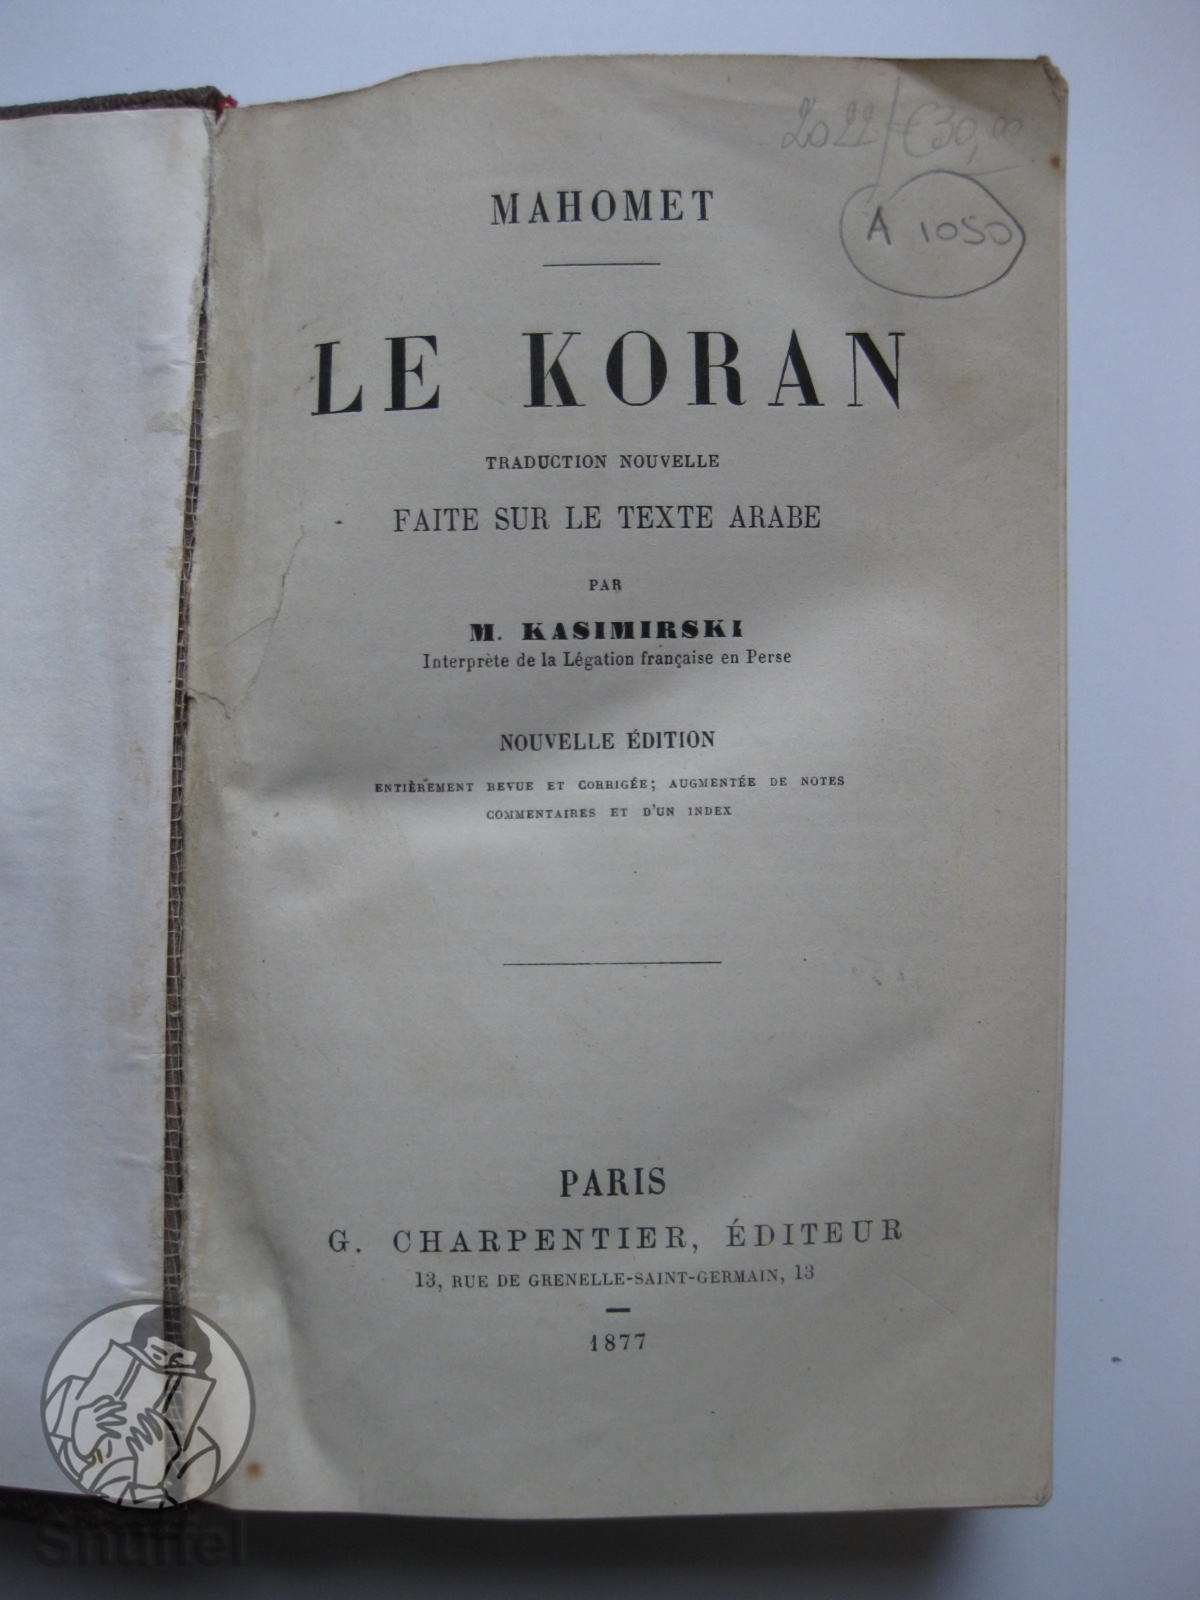 2022/€30,00
A 1050
MAHOMET
LE KORAN
TRADUCTION NOUVELLE
FAITE SUR LE TEXTE ARABE
PAR
M. KASIMIRSKI
Interprète de la Légation française en Perse
NOUVELLE ÉDITION
ENTIÈREMENT REVUE ET CORRIGÉE; AUGMENTÉE DE NOTES
COMMENTAIRES ET D'UN INDEX
PARIS
G. CHARPENTIER, ÉDITEUR
13, RUE DE GRENELLE-SAINT-GERMAIN, 13
1877
Snuffel